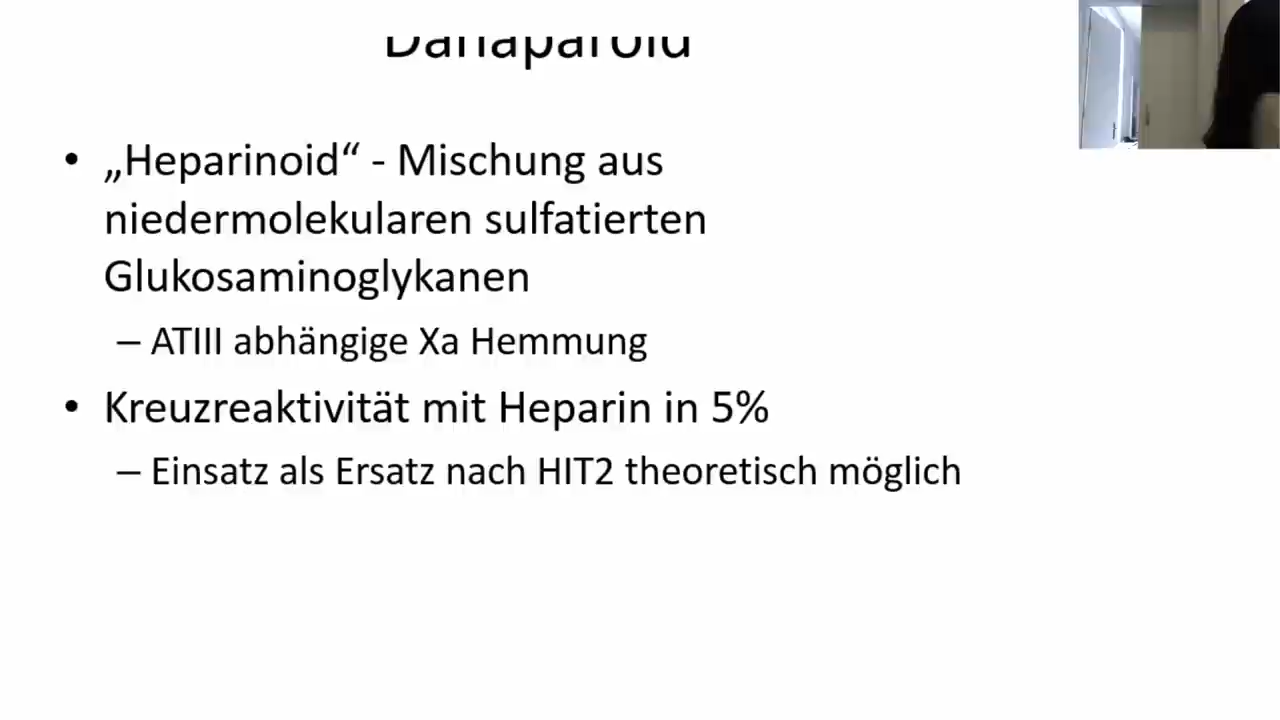 Danaparoid
• „Heparinoid“ - Mischung aus
niedermolekularen sulfatierten
Glukosaminoglykanen
– ATIII abhängige Xa Hemmung
• Kreuzreaktivität mit Heparin in 5%
– Einsatz als Ersatz nach HIT2 theoretisch möglich